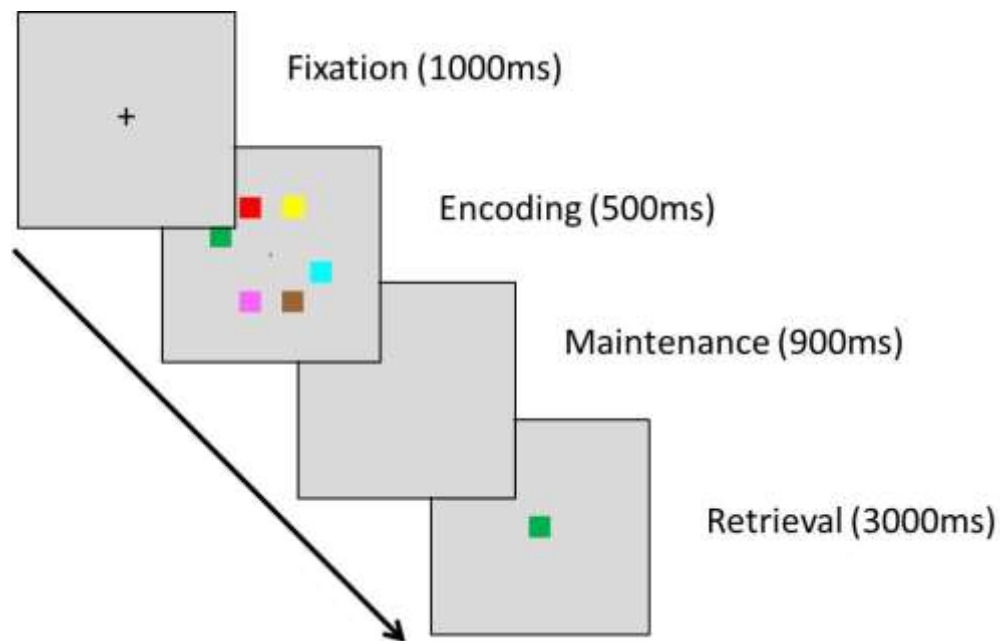 Fixation (1000ms)
Encoding (500ms)
Maintenance (900ms)
Retrieval (3000ms)